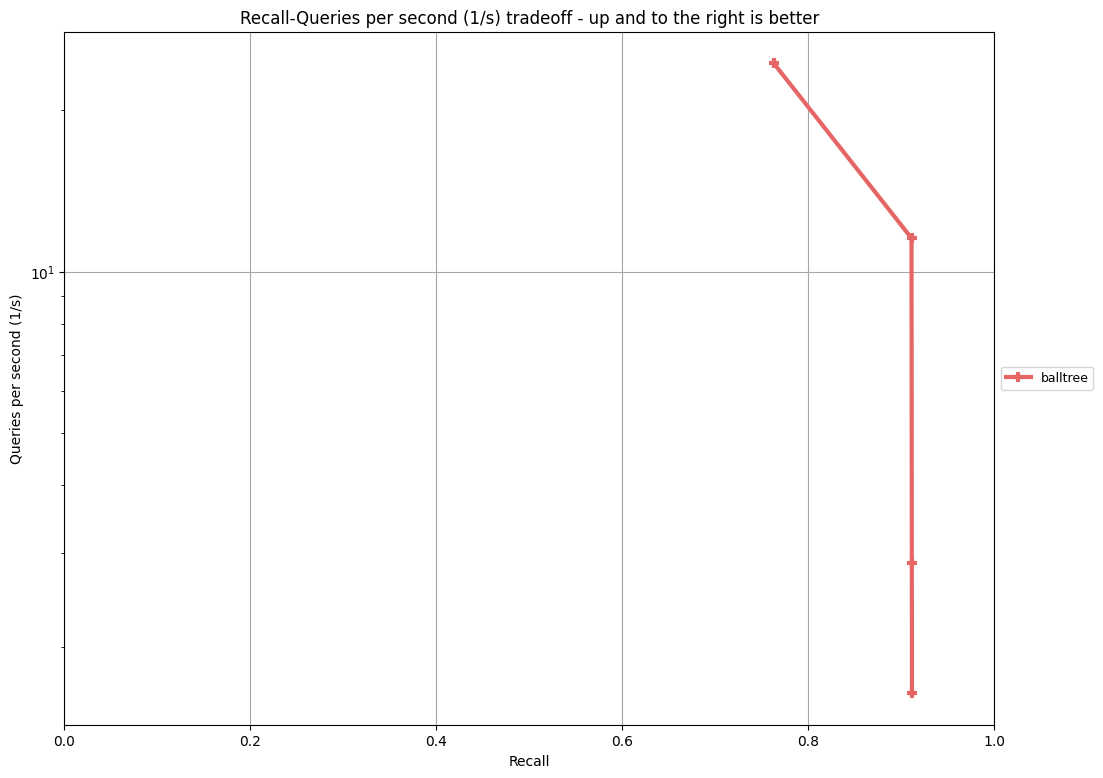 Recall-Queries per second (1/s) tradeoff - up and to the right is better
Queries per second (1/s)
10¹
balltree
0.0 0.2 0.4 0.6 0.8 1.0
Recall